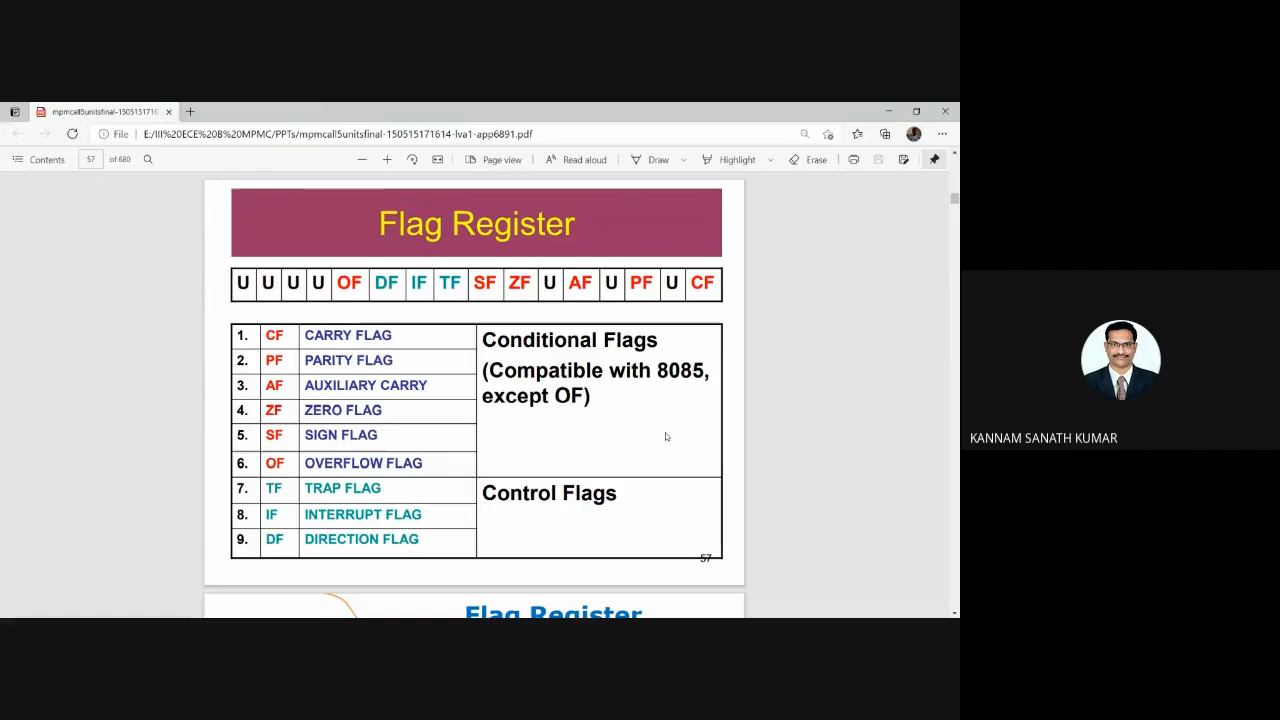 mpmcall5unitsfinal-1505151716
File
E:/III%20ECE%20B%20MPMC/PPTs/mpmcall5unitsfinal-150515171614-lva1-app6891.pdf
Contents 57 of 680 Page view Read aloud Draw Highlight Erase
Flag Register
U U U U OF DF IF TF SF ZF U AF U PF U CF
1. CF CARRY FLAG
2. PF PARITY FLAG
3. AF AUXILIARY CARRY
4. ZF ZERO FLAG
5. SF SIGN FLAG
6. OF OVERFLOW FLAG
Conditional Flags
(Compatible with 8085,
except OF)
7. TF TRAP FLAG
8. IF INTERRUPT FLAG
9. DF DIRECTION FLAG
Control Flags
57
Flag Register
KANNAM SANATH KUMAR